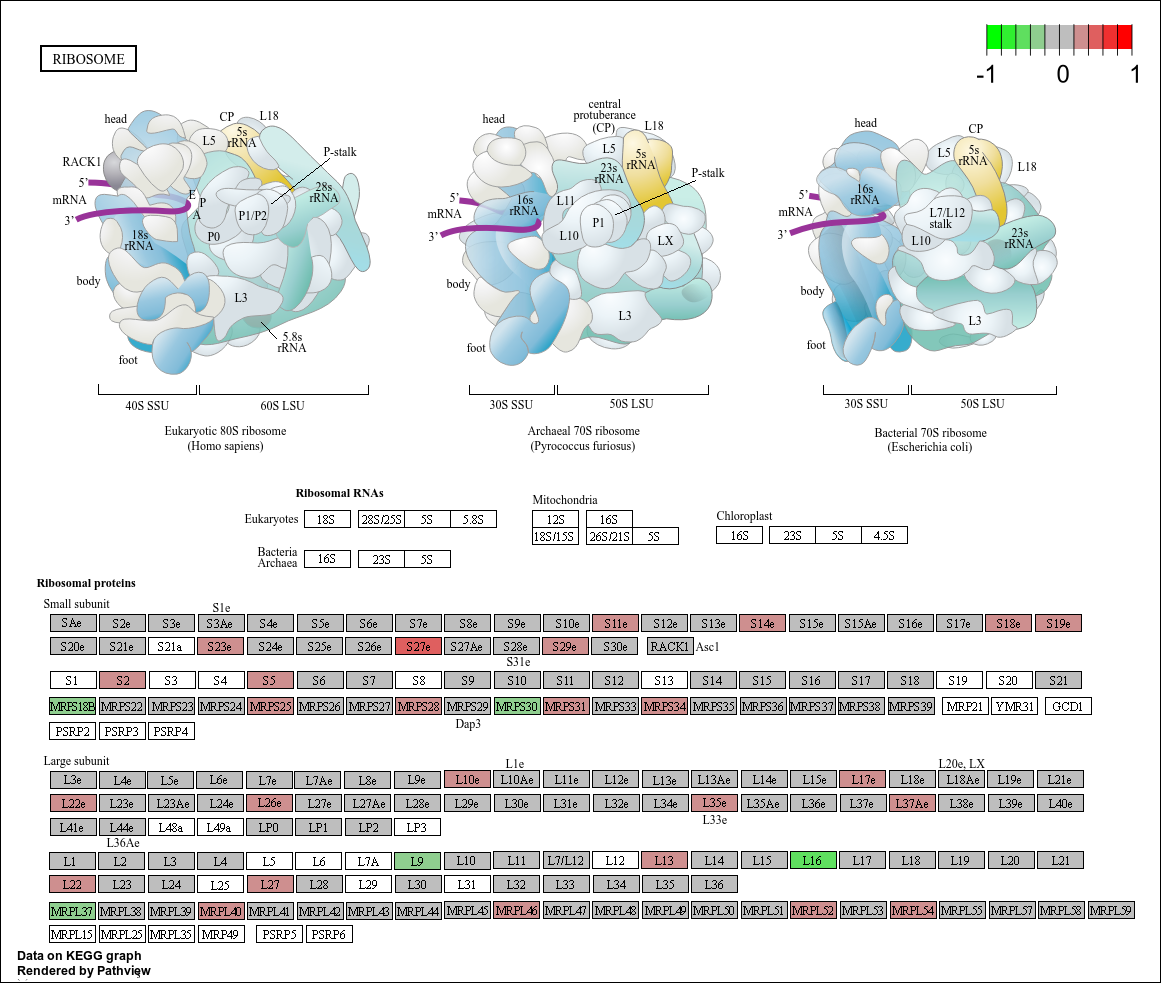 RIBOSOME
-1 0 1
head
CP
L18
5s
rRNA
L5
RACK1
P-stalk
5'
mRNA
3'
E
P
A
P1/P2
28s
rRNA
P0
18s
rRNA
body
L3
5.8s
rRNA
foot
40S SSU
60S LSU
Eukaryotic 80S ribosome
(Homo sapiens)
central
protuberance
(CP)
head
L18
L5
5s
rRNA
23s
rRNA
P-stalk
5'
mRNA
3'
16s
rRNA
L11
P1
L10
LX
body
L3
foot
30S SSU
50S LSU
Archaeal 70S ribosome
(Pyrococcus furiosus)
head
CP
L5
5s
rRNA
L18
5'
mRNA
3'
16s
rRNA
L7/L12
stalk
L10
23s
rRNA
body
L3
foot
30S SSU
50S LSU
Bacterial 70S ribosome
(Escherichia coli)
Ribosomal RNAs
Eukaryotes 18S 28S/25S 5S 5.8S
Bacteria
Archaea
16S 23S 5S
Mitochondria
12S 16S
18S/15S 26S/21S 5S
Chloroplast
16S 23S 5S 4.5S
Ribosomal proteins
Small subunit
S1e
SAe S2e S3e S3Ae S4e S5e S6e S7e S8e S9e S10e S11e S12e S13e S14e S15e S15Ae S16e S17e S18e S19e
S20e S21e S21a S23e S24e S25e S26e S27e S27Ae S28e S29e S30e RACK1 Asc1
S31e
S1 S2 S3 S4 S5 S6 S7 S8 S9 S10 S11 S12 S13 S14 S15 S16 S17 S18 S19 S20 S21
MRPS18B MRPS22 MRPS23 MRPS24 MRPS25 MRPS26 MRPS27 MRPS28 MRPS29 MRPS30 MRPS31 MRPS33 MRPS34 MRPS35 MRPS36 MRPS37 MRPS38 MRPS39 MRP21 YMR31 GCD1
Dap3
PSRP2 PSRP3 PSRP4
Large subunit
L1e
L20e, LX
L3e L4e L5e L6e L7e L7Ae L8e L9e L10e L10Ae L11e L12e L13e L13Ae L14e L15e L17e L18e L18Ae L19e L21e
L22e L23e L23Ae L24e L26e L27e L27Ae L28e L29e L30e L31e L32e L34e L35e L35Ae L36e L37e L37Ae L38e L39e L40e
L33e
L41e L44e L48a L49a LP0 LP1 LP2 LP3
L36Ae
L1 L2 L3 L4 L5 L6 L7A L9 L10 L11 L7/L12 L12 L13 L14 L15 L16 L17 L18 L19 L20 L21
L22 L23 L24 L25 L27 L28 L29 L30 L31 L32 L33 L34 L35 L36
MRPL37 MRPL38 MRPL39 MRPL40 MRPL41 MRPL42 MRPL43 MRPL44 MRPL45 MRPL46 MRPL47 MRPL48 MRPL49 MRPL50 MRPL51 MRPL52 MRPL53 MRPL54 MRPL55 MRPL57 MRPL58 MRPL59
MRPL15 MRPL25 MRPL35 MRP49 PSRP5 PSRP6
Data on KEGG graph
Rendered by Pathview